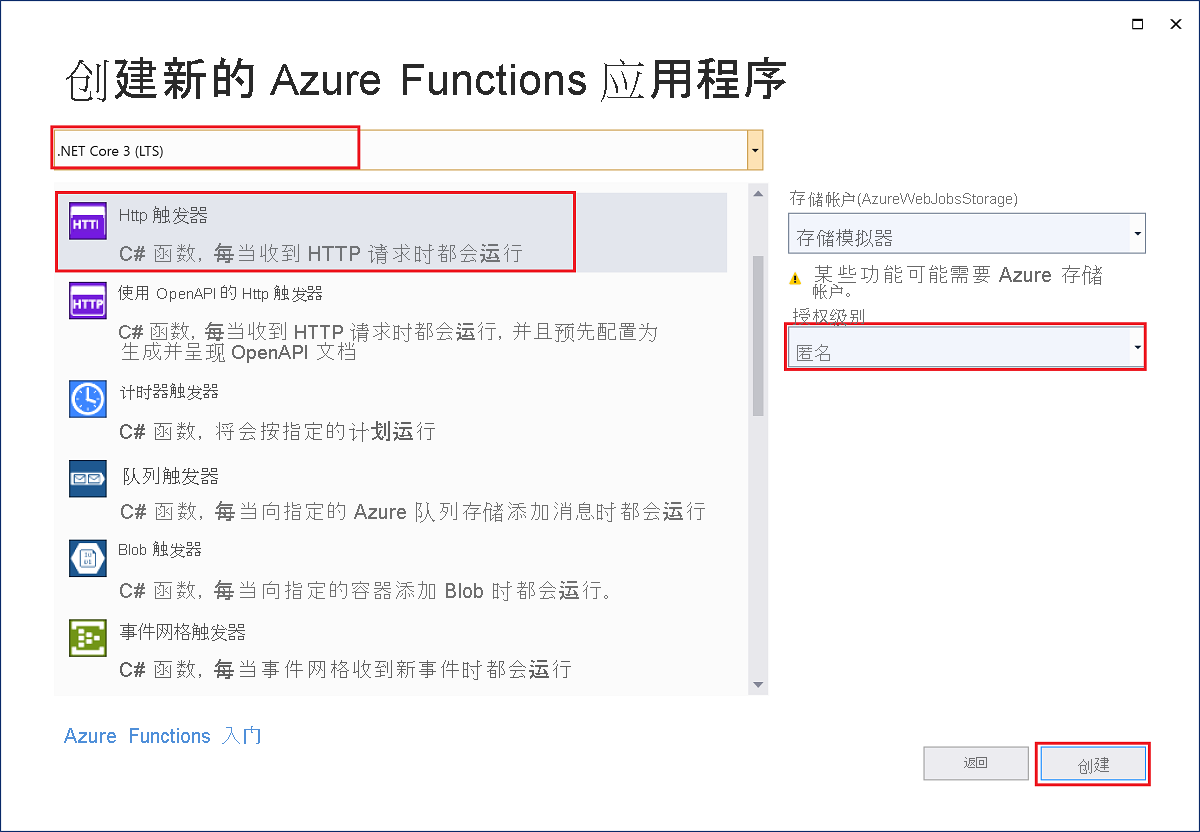 创建新的 Azure Functions 应用程序
.NET Core 3 (LTS)
Http 触发器
C# 函数, 每当收到 HTTP 请求时都会运行
使用 OpenAPI 的 Http 触发器
C# 函数, 每当收到 HTTP 请求时都会运行, 并且预先配置为
生成并呈现 OpenAPI 文档
计时器触发器
C# 函数, 将会按指定的计划运行
队列触发器
C# 函数, 每当向指定的 Azure 队列存储添加消息时都会运行
Blob 触发器
C# 函数, 每当向指定的容器添加 Blob 时都会运行。
事件网格触发器
C# 函数, 每当事件网格收到新事件时都会运行
存储帐户(AzureWebJobsStorage)
存储模拟器
某些功能可能需要 Azure 存储
帐户。
授权级别
匿名
Azure Functions 入门
返回
创建